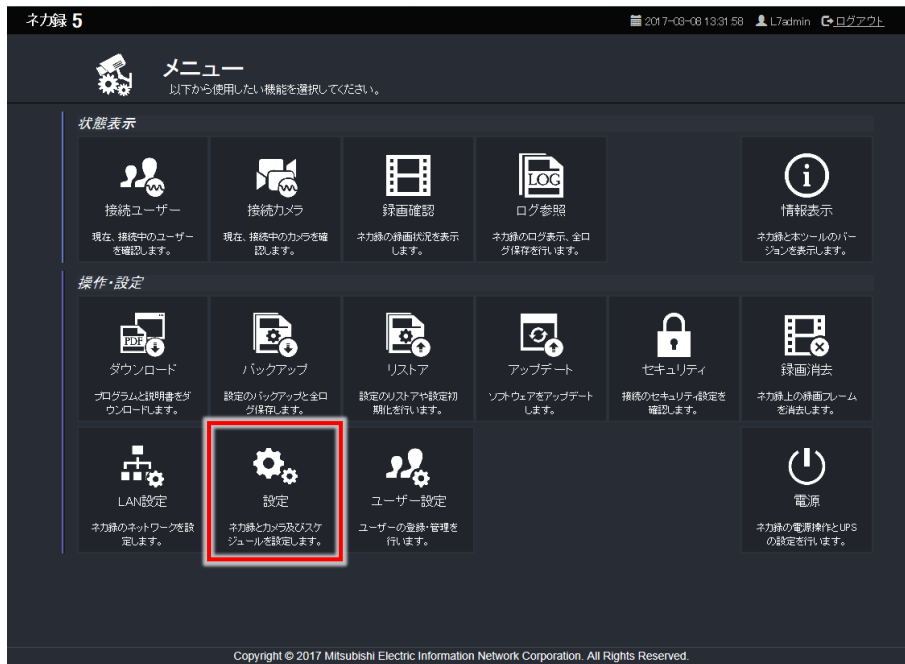 ネカ録 5
2017-03-08 13:31:58 L7admin ログアウト
メニュー
以下から使用したい機能を選択してください。
状態表示
接続ユーザー
現在、接続中のユーザー
を確認します。
接続カメラ
現在、接続中のカメラを確
認します。
録画確認
ネカ録の録画状況を表示
します。
LOG
ログ参照
ネカ録のログ表示、全ロ
グ保存を行います。
i
情報表示
ネカ録と本ツールのバー
ジョンを表示します。
操作・設定
PDF
ダウンロード
プログラムと説明書をダ
ウンロードします。
バックアップ
設定のバックアップと全ロ
グ保存します。
リストア
設定のリストアや設定初
期化を行います。
アップデート
ソフトウェアをアップデート
します。
セキュリティ
接続のセキュリティ設定を
確認します。
録画消去
ネカ録上の録画フレーム
を消去します。
LAN設定
ネカ録のネットワークを設
定します。
設定
ネカ録とカメラ及びスケ
ジュールを設定します。
ユーザー設定
ユーザーの登録・管理を
行います。
電源
ネカ録の電源操作とUPS
の設定を行います。
Copyright © 2017 Mitsubishi Electric Information Network Corporation. All Rights Reserved.